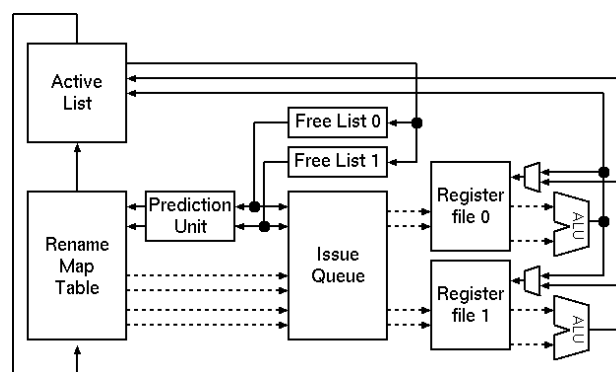 Active
List
Free List 0
Free List 1
Prediction
Unit
Rename
Map
Table
Issue
Queue
Register
file 0
ALU
Register
file 1
ALU